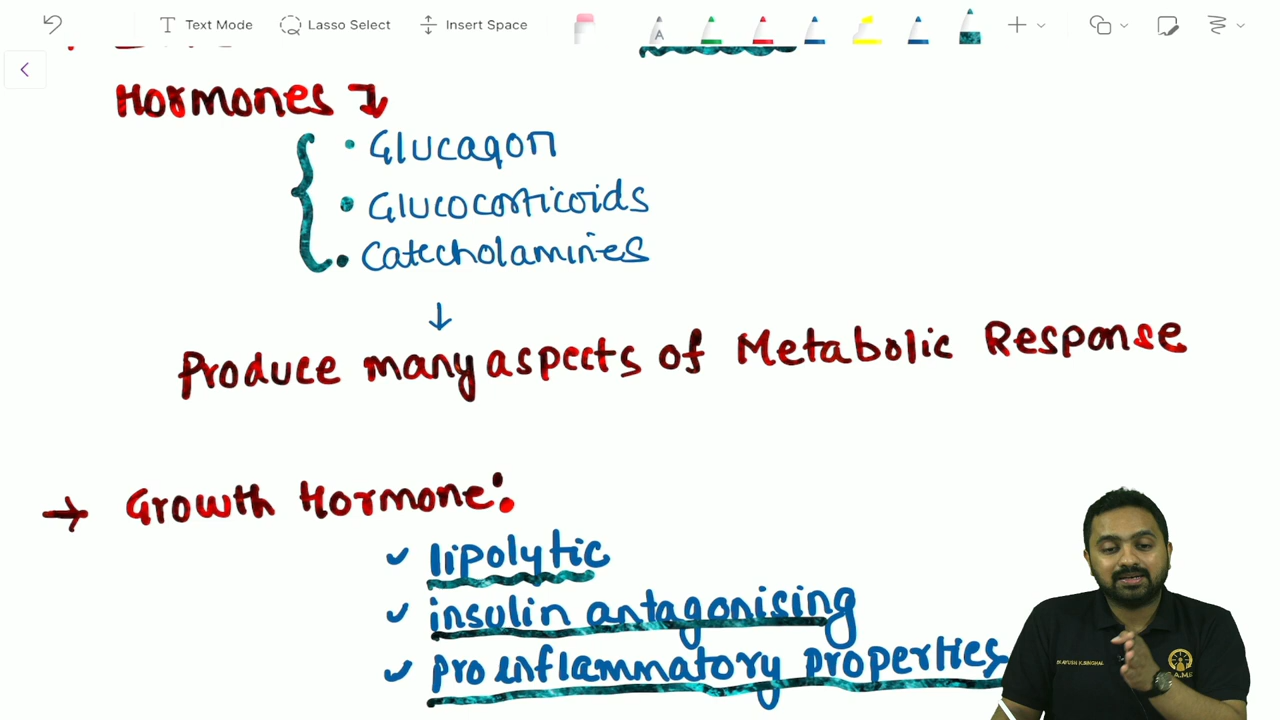 Text Mode Lasso Select Insert Space
A
Hormones
• Glucagon
• Glucocorticoids
• Catecholamines
↓
Produce many aspects of Metabolic Response
→ Growth Hormone:
✓ lipolytic
✓ insulin antagonising
✓ pro inflammatory properties